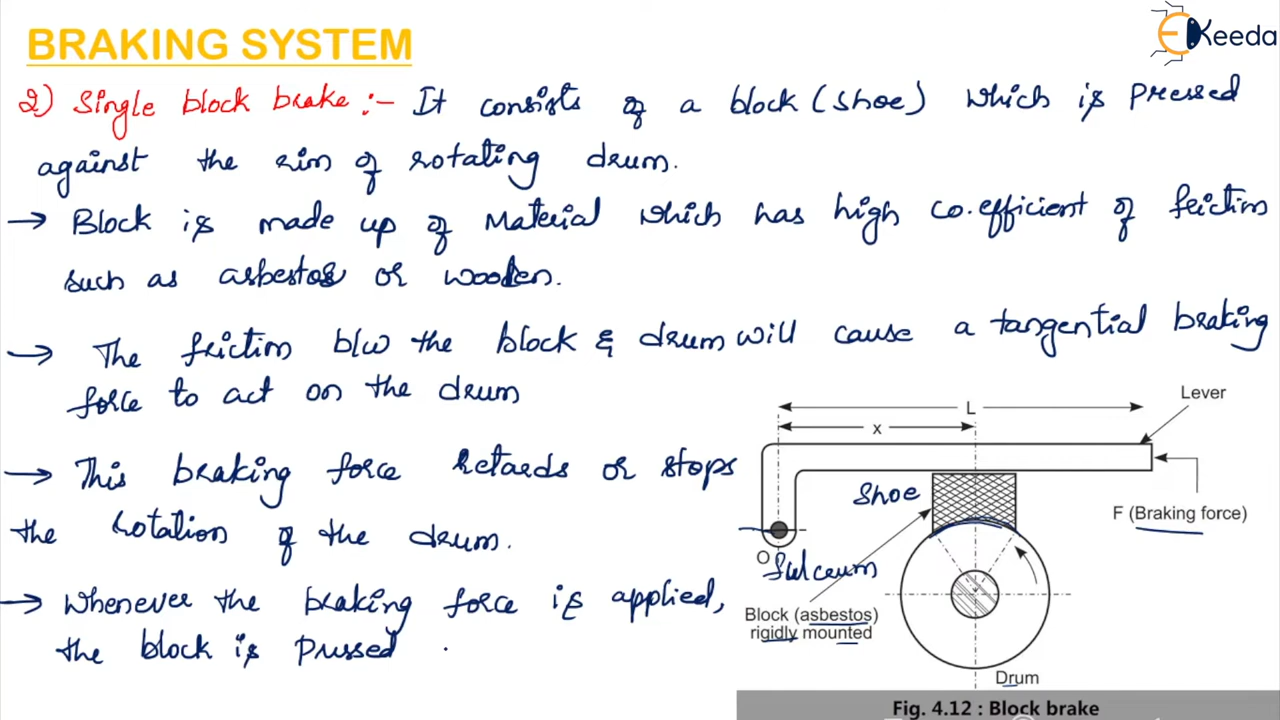 BRAKING SYSTEM
EKeeda
2) Single block brake :- It consists of a block (shoe) which is pressed
against the rim of rotating drum.
→ Block is made up of Material which has high co.efficient of friction
such as asbestos or wooden.
→ The friction b/w the block & drum will cause a tangential braking
force to act on the drum
→ This braking force retards or stops
the rotation of the drum.
→ Whenever the braking force is applied,
the block is pressed .
Lever
L
x
Shoe
F (Braking force)
O
fulcrum
Block (asbestos)
rigidly mounted
Drum
Fig. 4.12 : Block brake